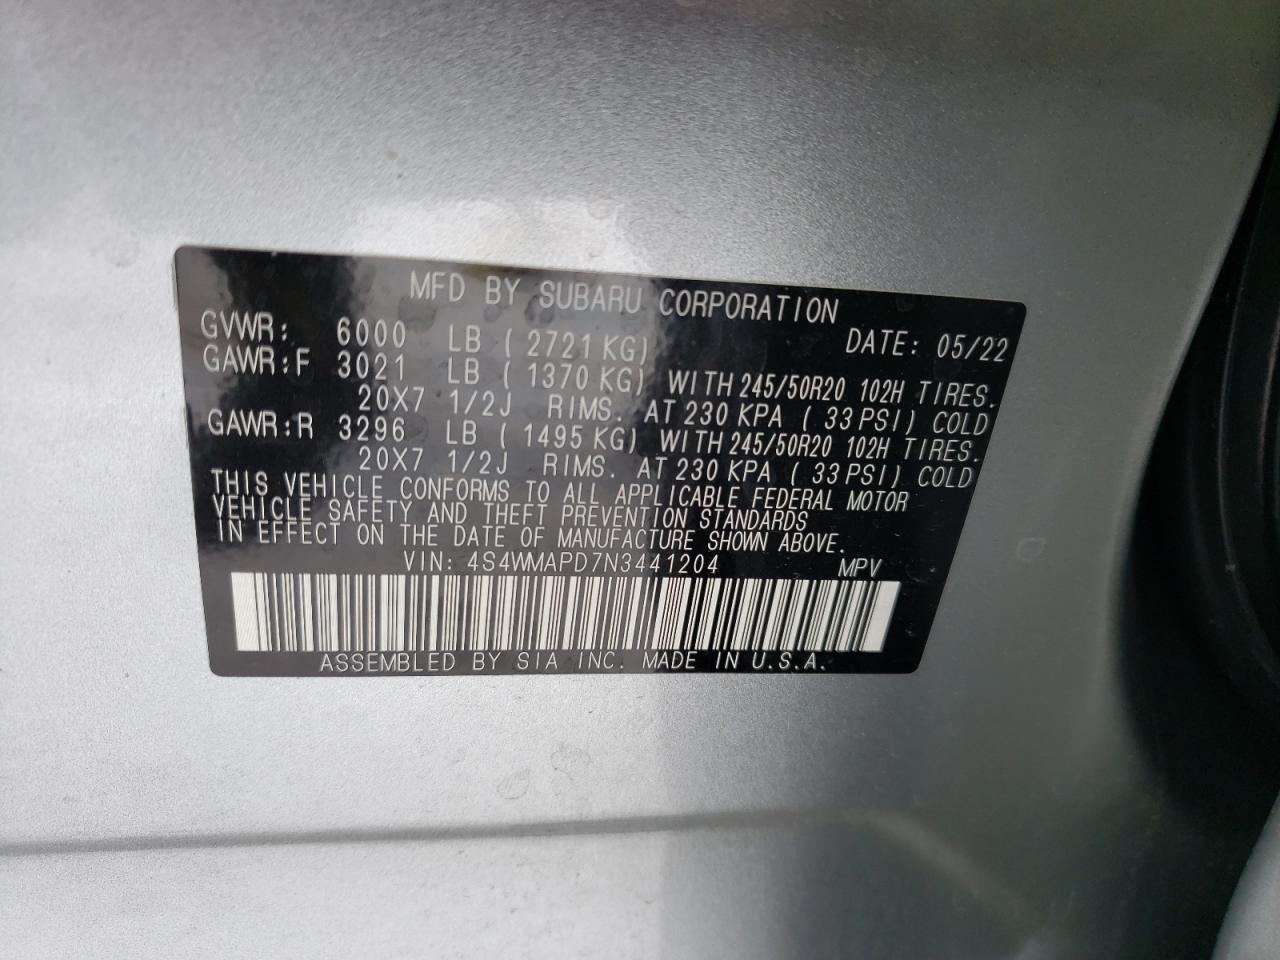 MFD BY SUBARU CORPORATION
GVWR: 6000 LB ( 2721 KG) DATE: 05/22
GAWR:F 3021 LB ( 1370 KG) WITH 245/50R20 102H TIRES.
20X7 1/2J RIMS. AT 230 KPA ( 33 PSI) COLD
GAWR:R 3296 LB ( 1495 KG) WITH 245/50R20 102H TIRES.
20X7 1/2J RIMS. AT 230 KPA ( 33 PSI) COLD
THIS VEHICLE CONFORMS TO ALL APPLICABLE FEDERAL MOTOR
VEHICLE SAFETY AND THEFT PREVENTION STANDARDS
IN EFFECT ON THE DATE OF MANUFACTURE SHOWN ABOVE.
VIN: 4S4WMAPD7N3441204 MPV
ASSEMBLED BY SIA INC. MADE IN U.S.A.